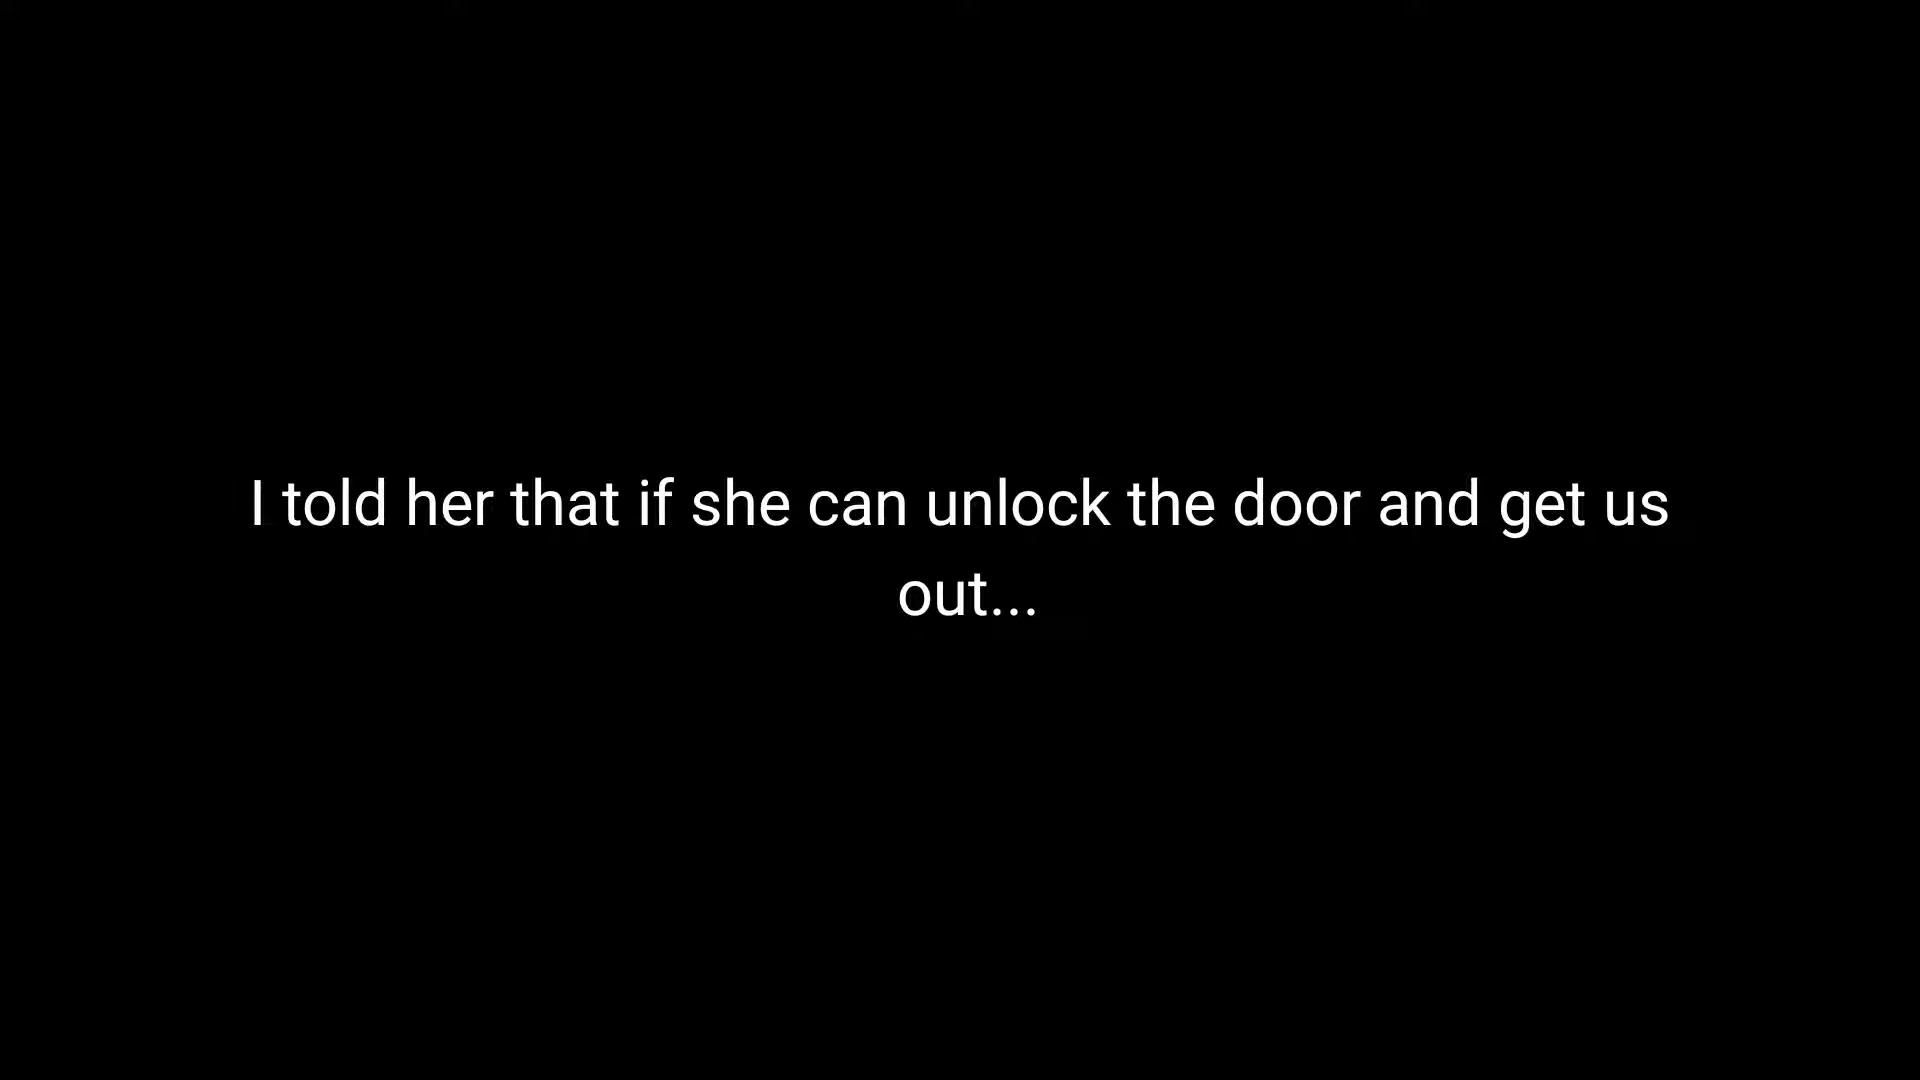 I told her that if she can unlock the door and get us
out...